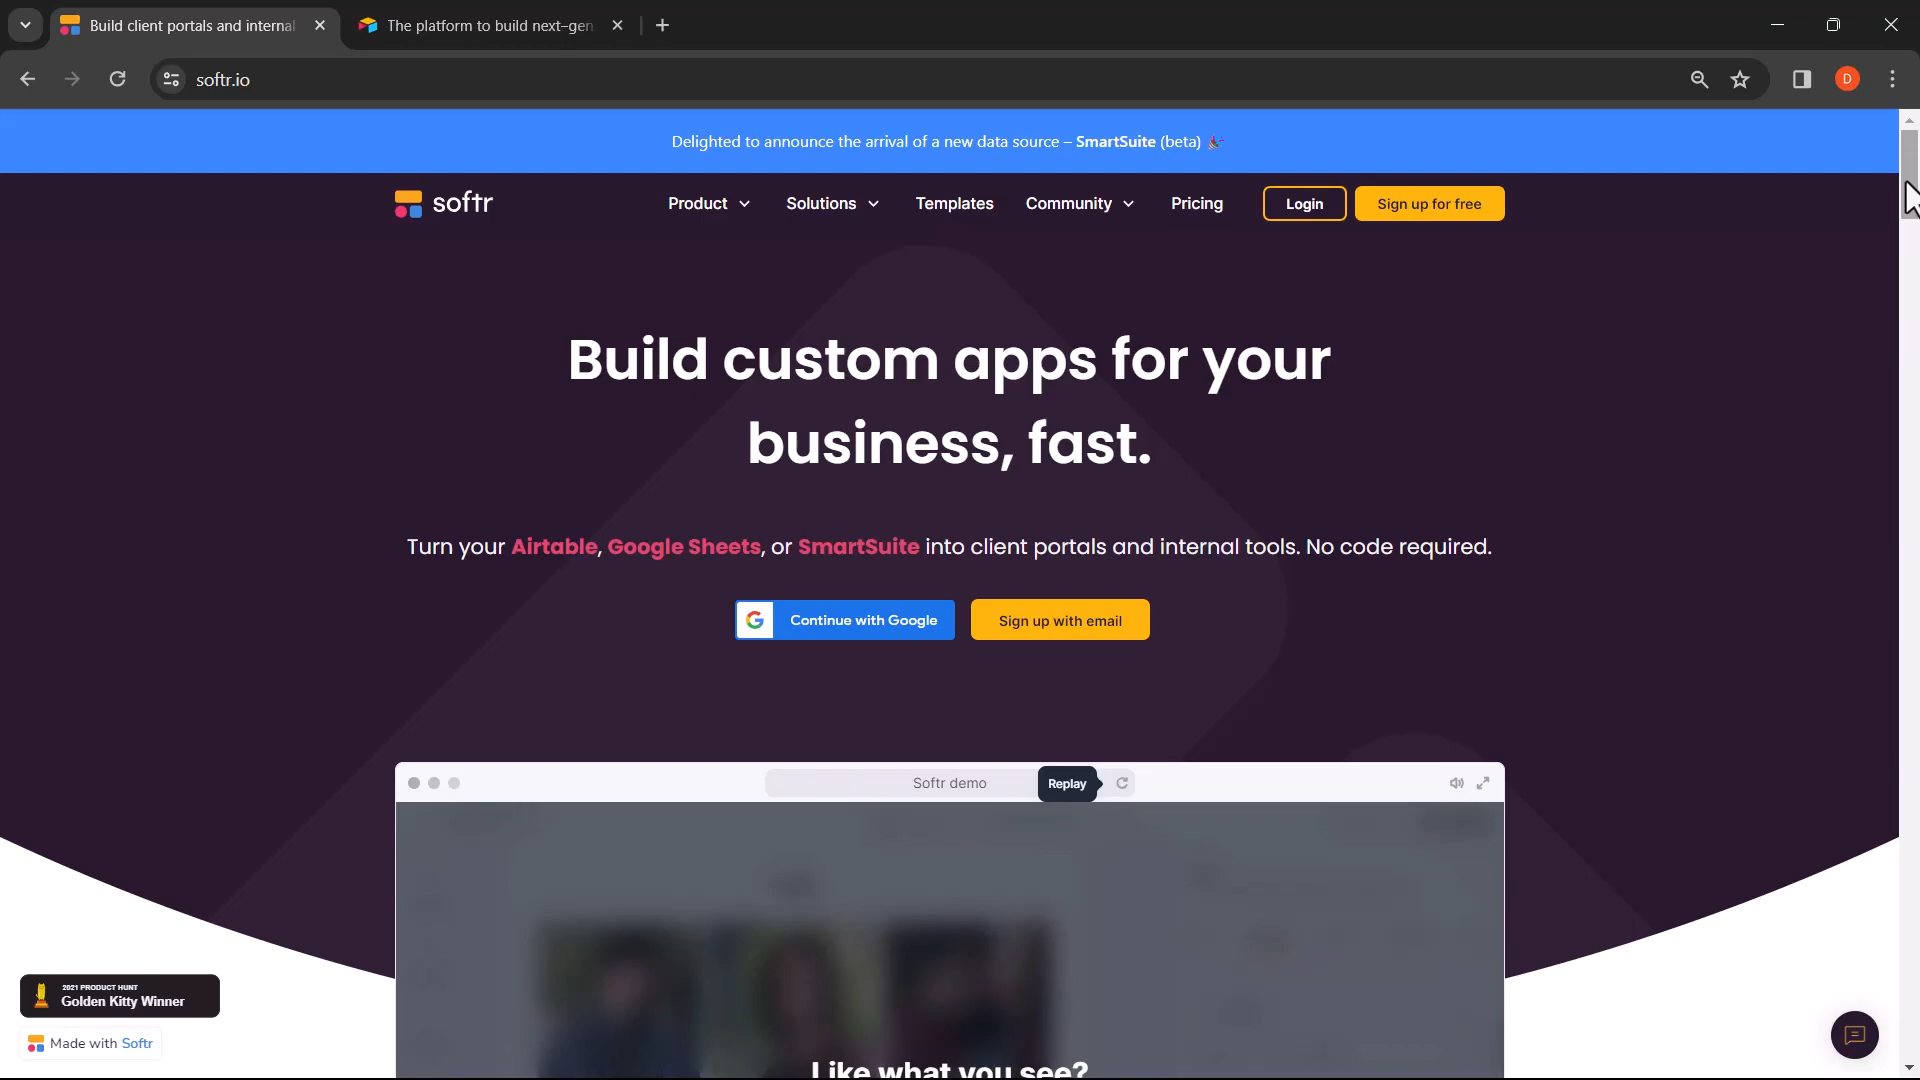 Build client portals and internal
The platform to build next-gen
softr.io
D
Delighted to announce the arrival of a new data source – SmartSuite (beta) 🎉
softr
Product
Solutions
Templates
Community
Pricing
Login
Sign up for free
Build custom apps for your
business, fast.
Turn your Airtable, Google Sheets, or SmartSuite into client portals and internal tools. No code required.
Continue with Google
Sign up with email
Softr demo
Replay
2021 PRODUCT HUNT
Golden Kitty Winner
Made with Softr
Like what you see?